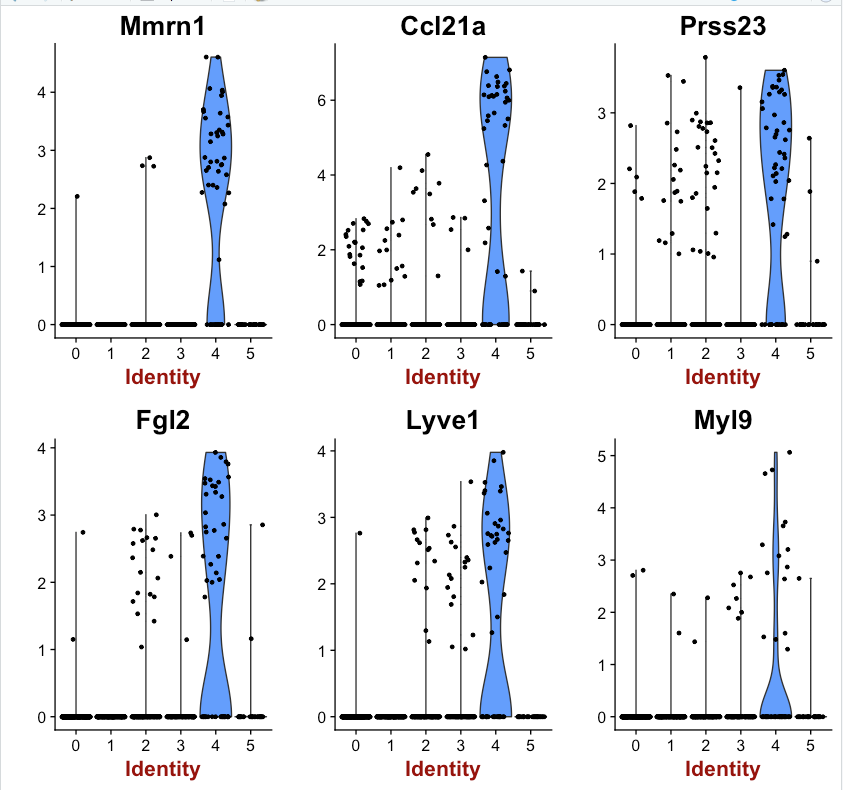 Mmrn1 Ccl21a Prss23
4 3 2 1 0
6 4 2 0
3 2 1 0
0 1 2 3 4 5 0 1 2 3 4 5 0 1 2 3 4 5
Identity Identity Identity
Fgl2 Lyve1 Myl9
4 3 2 1 0
4 3 2 1 0
5 4 3 2 1 0
0 1 2 3 4 5 0 1 2 3 4 5 0 1 2 3 4 5
Identity Identity Identity